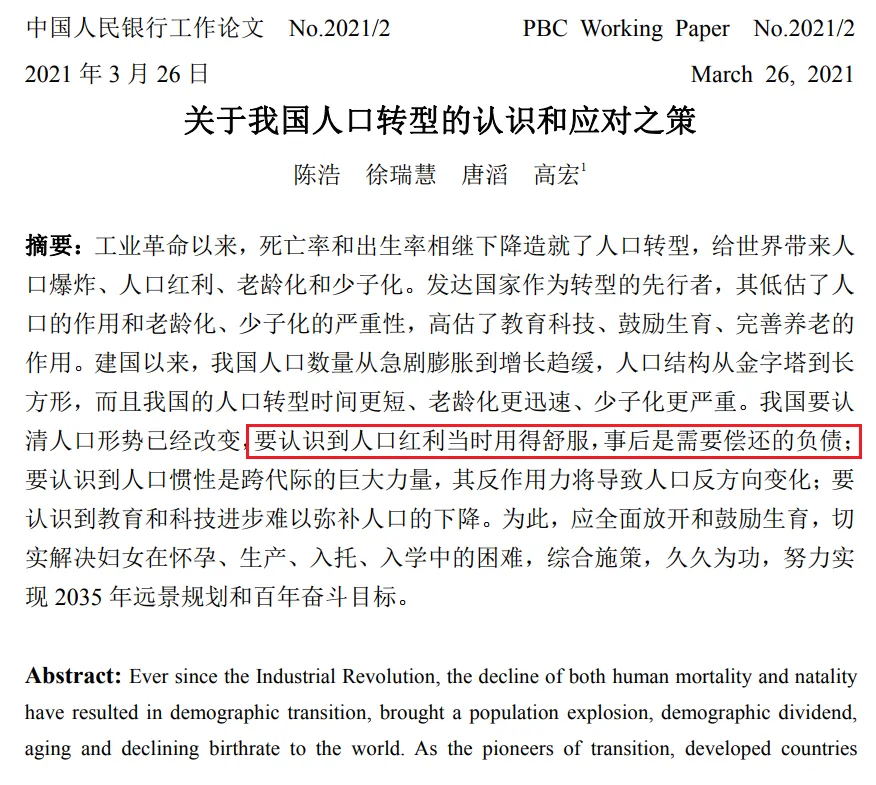 中国人民银行工作论文 No.2021/2 PBC Working Paper No.2021/2
2021 年 3 月 26 日 March 26, 2021
关于我国人口转型的认识和应对之策
陈浩 徐瑞慧 唐滔 高宏1
摘要：工业革命以来，死亡率和出生率相继下降造就了人口转型，给世界带来人
口爆炸、人口红利、老龄化和少子化。发达国家作为转型的先行者，其低估了人
口的作用和老龄化、少子化的严重性，高估了教育科技、鼓励生育、完善养老的
作用。建国以来，我国人口数量从急剧膨胀到增长趋缓，人口结构从金字塔到长
方形，而且我国的人口转型时间更短、老龄化更迅速、少子化更严重。我国要认
清人口形势已经改变，要认识到人口红利当时用得舒服，事后是需要偿还的负债；
要认识到人口惯性是跨代际的巨大力量，其反作用力将导致人口反方向变化；要
认识到教育和科技进步难以弥补人口的下降。为此，应全面放开和鼓励生育，切
实解决妇女在怀孕、生产、入托、入学中的困难，综合施策，久久为功，努力实
现 2035 年远景规划和百年奋斗目标。
Abstract: Ever since the Industrial Revolution, the decline of both human mortality and natality
have resulted in demographic transition, brought a population explosion, demographic dividend,
aging and declining birthrate to the world. As the pioneers of transition, developed countries